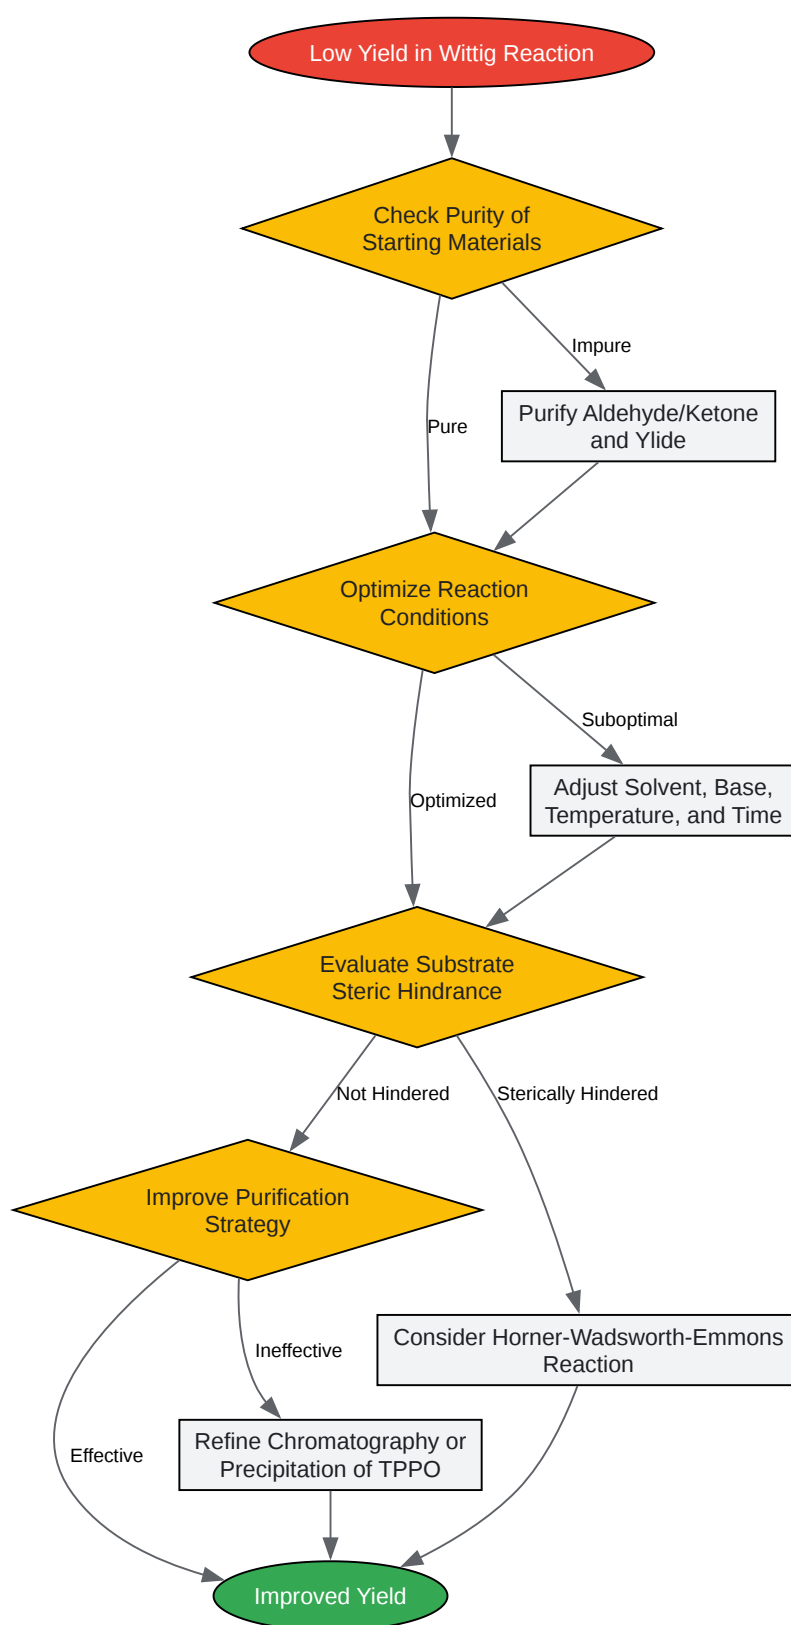 Low Yield in Wittig Reaction
Check Purity of
Starting Materials
Impure
Purify Aldehyde/Ketone
and Ylide
Pure
Optimize Reaction
Conditions
Suboptimal
Adjust Solvent, Base,
Temperature, and Time
Optimized
Evaluate Substrate
Steric Hindrance
Not Hindered
Sterically Hindered
Improve Purification
Strategy
Consider Horner-Wadsworth-Emmons
Reaction
Ineffective
Refine Chromatography or
Precipitation of TPPO
Effective
Improved Yield